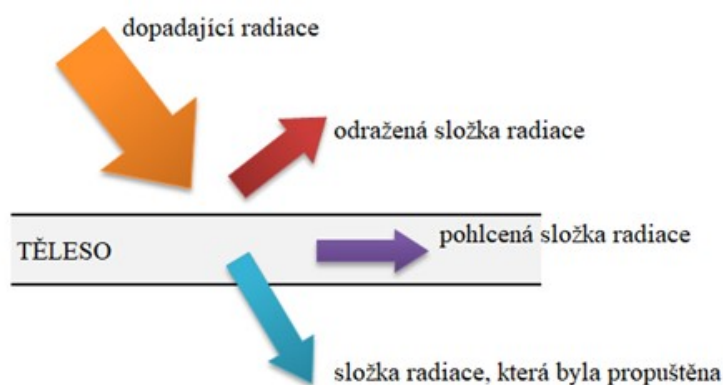 dopadající radiace
odražená složka radiace
pohlcená složka radiace
TĚLESO
složka radiace, která byla propuštěna